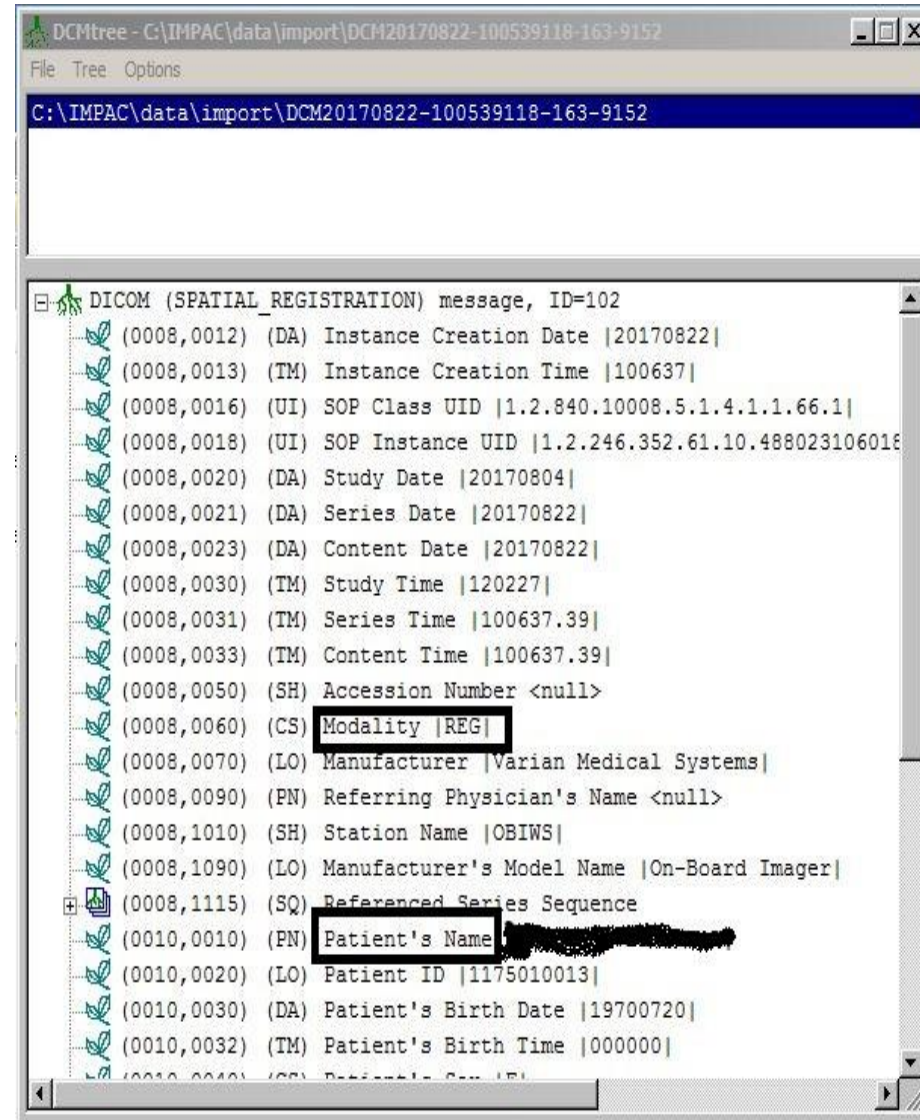 DCMtree - C:\IMPAC\data\import\DCM20170822-100539118-163-9152
File Tree Options
C:\IMPAC\data\import\DCM20170822-100539118-163-9152
DICOM (SPATIAL_REGISTRATION) message, ID=102
(0008,0012) (DA) Instance Creation Date |20170822|
(0008,0013) (TM) Instance Creation Time |100637|
(0008,0016) (UI) SOP Class UID |1.2.840.10008.5.1.4.1.1.66.1|
(0008,0018) (UI) SOP Instance UID |1.2.246.352.61.10.488023106018
(0008,0020) (DA) Study Date |20170804|
(0008,0021) (DA) Series Date |20170822|
(0008,0023) (DA) Content Date |20170822|
(0008,0030) (TM) Study Time |120227|
(0008,0031) (TM) Series Time |100637.39|
(0008,0033) (TM) Content Time |100637.39|
(0008,0050) (SH) Accession Number <null>
(0008,0060) (CS) Modality |REG|
(0008,0070) (LO) Manufacturer |Varian Medical Systems|
(0008,0090) (PN) Referring Physician's Name <null>
(0008,1010) (SH) Station Name |OBIWS|
(0008,1090) (LO) Manufacturer's Model Name |On-Board Imager|
(0008,1115) (SQ) Referenced Series Sequence
(0010,0010) (PN) Patient's Name
(0010,0020) (LO) Patient ID |1175010013|
(0010,0030) (DA) Patient's Birth Date |19700720|
(0010,0032) (TM) Patient's Birth Time |000000|